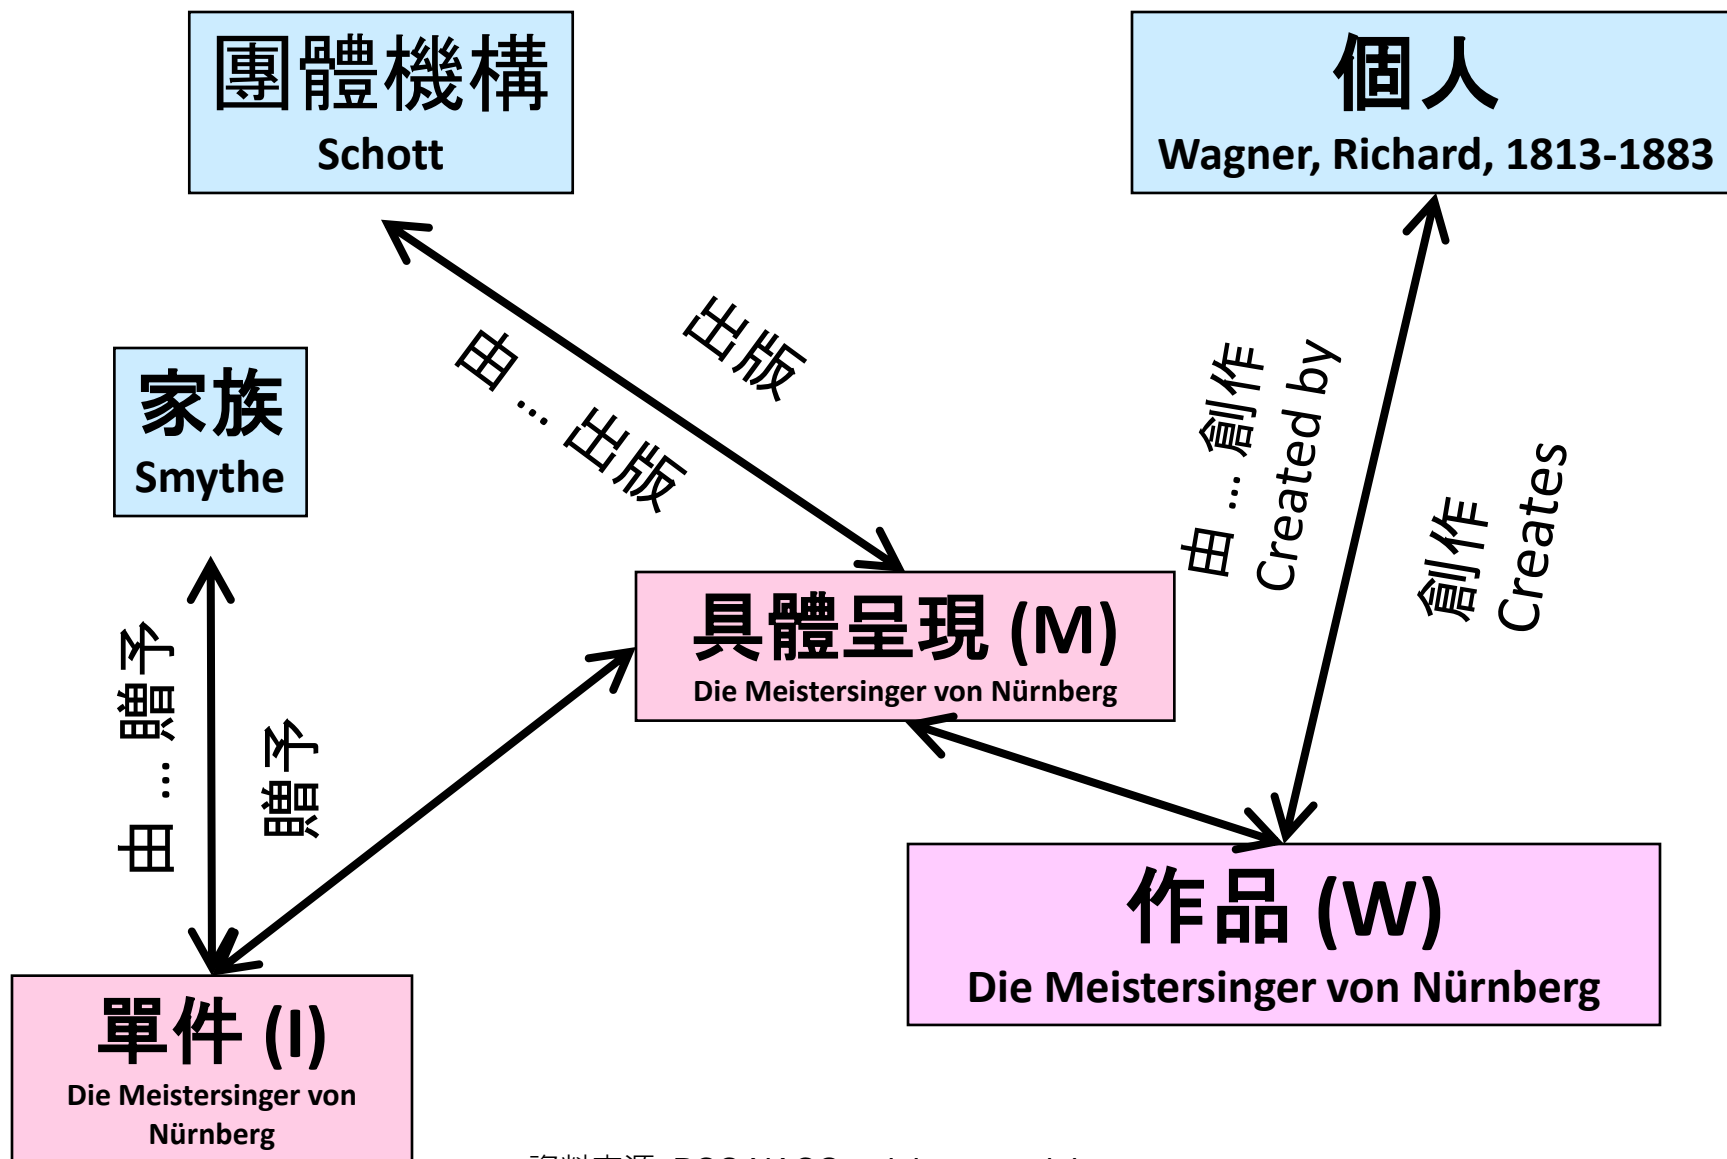 團體機構
Schott
個人
Wagner, Richard, 1813-1883
出版
由 ... 出版
由 ... 創作
Created by
創作
Creates
家族
Smythe
由 ... 贈予
贈予
具體呈現 (M)
Die Meistersinger von Nürnberg
作品 (W)
Die Meistersinger von Nürnberg
單件 (I)
Die Meistersinger von
Nürnberg